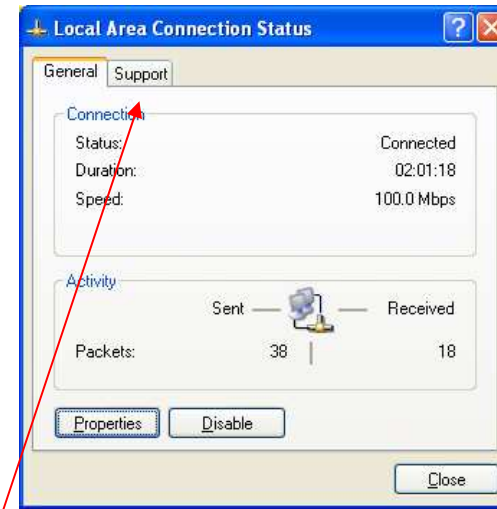 Local Area Connection Status
General Support
Connection
Status: Connected
Duration: 02:01:18
Speed: 100.0 Mbps
Activity
Sent — — Received
Packets: 38 18
Properties Disable
Close